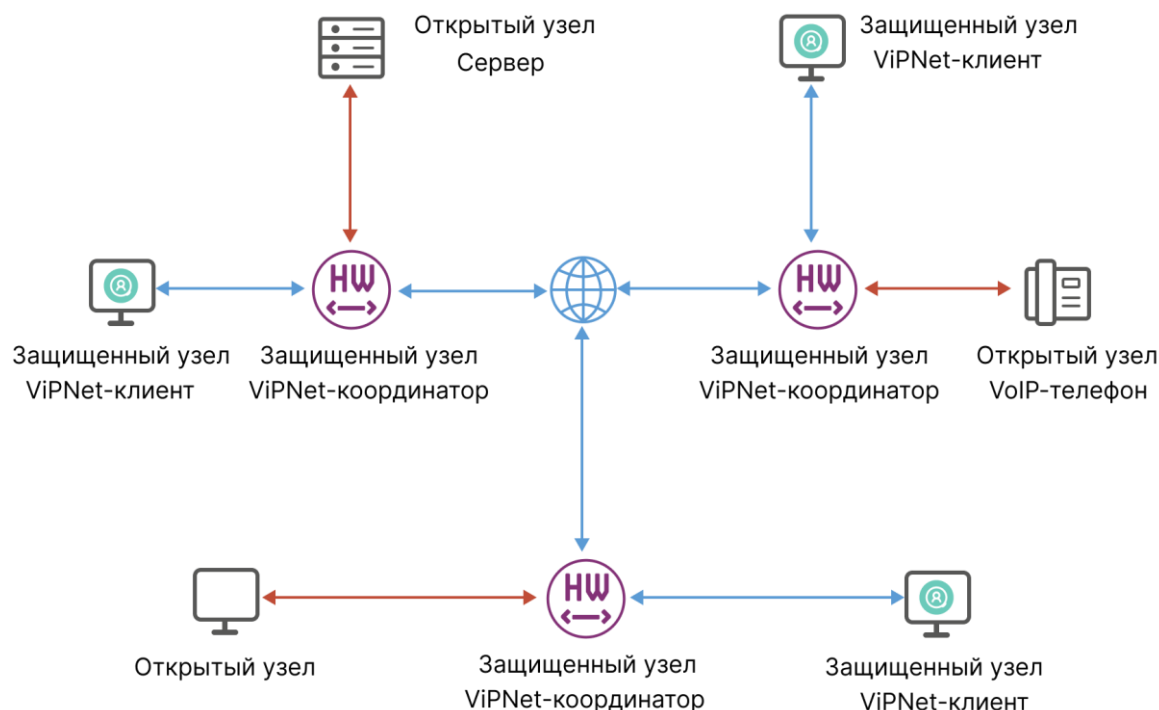 Открытый узел
Сервер
Защищенный узел
ViPNet-клиент
HW
HW
Защищенный узел
ViPNet-клиент
Защищенный узел
ViPNet-координатор
Защищенный узел
ViPNet-координатор
Открытый узел
VoIP-телефон
HW
Открытый узел
Защищенный узел
ViPNet-координатор
Защищенный узел
ViPNet-клиент